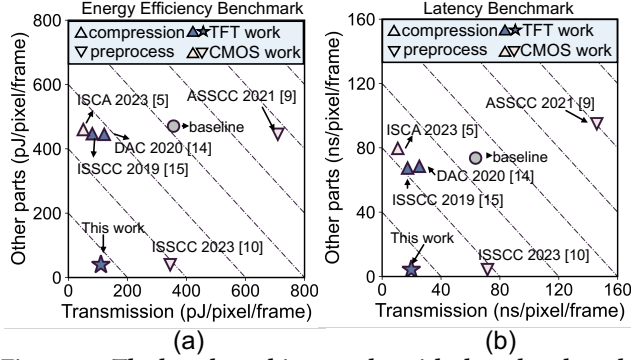 Energy Efficiency Benchmark
compression TFT work
preprocess CMOS work
ISCA 2023 [5]
ASSCC 2021 [9]
baseline
DAC 2020 [14]
ISSCC 2019 [15]
This work
ISSCC 2023 [10]
Other parts (pJ/pixel/frame)
800
600
400
200
0
0 200 400 600 800
Transmission (pJ/pixel/frame)
(a)
Latency Benchmark
compression TFT work
preprocess CMOS work
ASSCC 2021 [9]
ISCA 2023 [5]
baseline
DAC 2020 [14]
ISSCC 2019 [15]
This work
ISSCC 2023 [10]
Other parts (ns/pixel/frame)
160
120
80
40
0
0 40 80 120 160
Transmission (ns/pixel/frame)
(b)